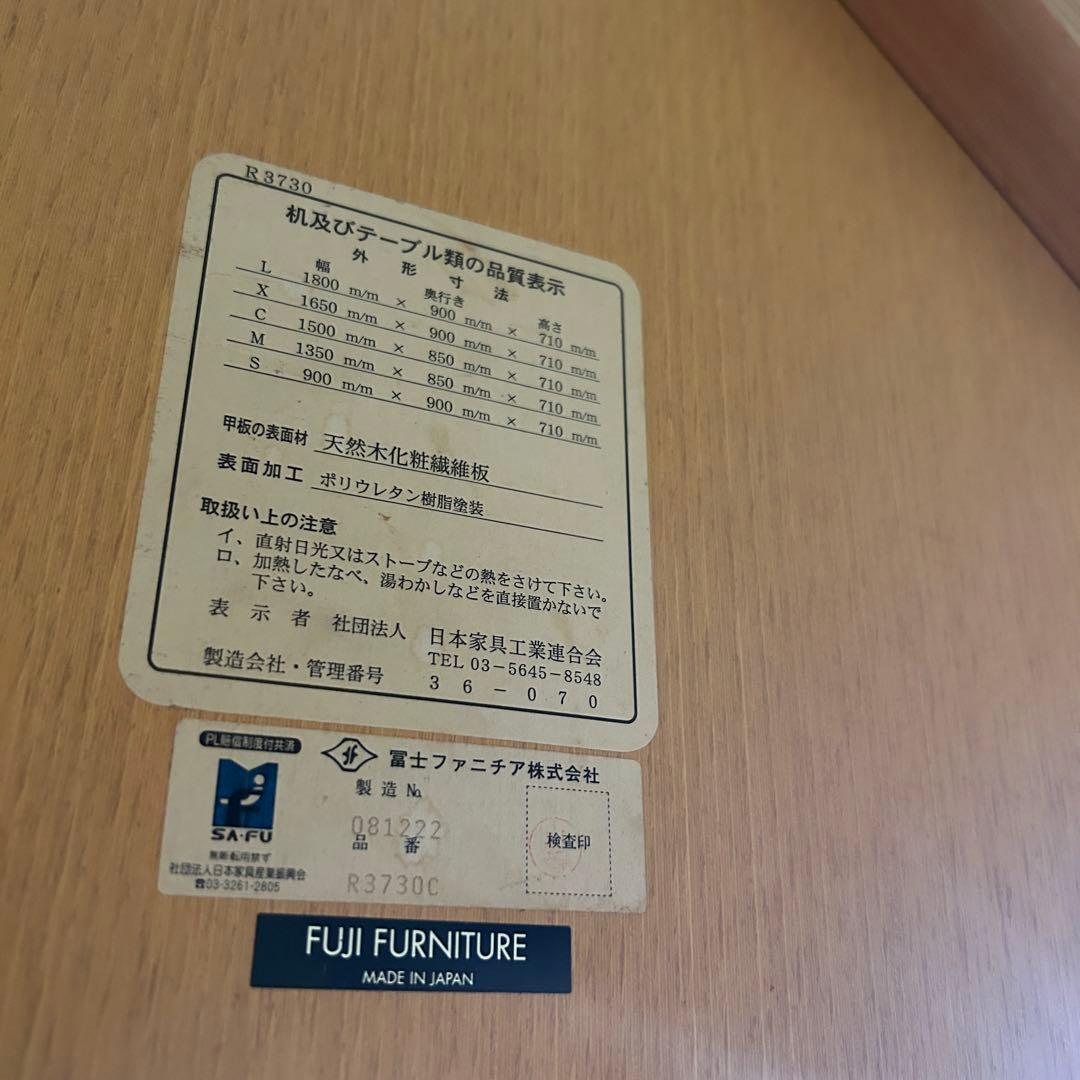 R3730
机及びテーブル類の品質表示
外形寸法
幅 奥行き 高さ
L 1800 m/m × 900 m/m × 710 m/m
X 1650 m/m × 900 m/m × 710 m/m
C 1500 m/m × 850 m/m × 710 m/m
M 1350 m/m × 850 m/m × 710 m/m
S 900 m/m × 900 m/m × 710 m/m
甲板の表面材 天然木化粧繊維板
表面加工 ポリウレタン樹脂塗装
取扱い上の注意
イ、直射日光又はストーブなどの熱をさけて下さい。
ロ、加熱したなべ、湯わかしなどを直接置かないで
下さい。
表示者 社団法人 日本家具工業連合会
TEL 03-5645-8548
製造会社・管理番号 36-070
PL賠償制度付共済
SA・FU
無断転用禁ず
社団法人日本家具産業振興会
☎03-3261-2805
冨士ファニチア株式会社
製造 №
081222
品番
R3730C
検査印
FUJI FURNITURE
MADE IN JAPAN